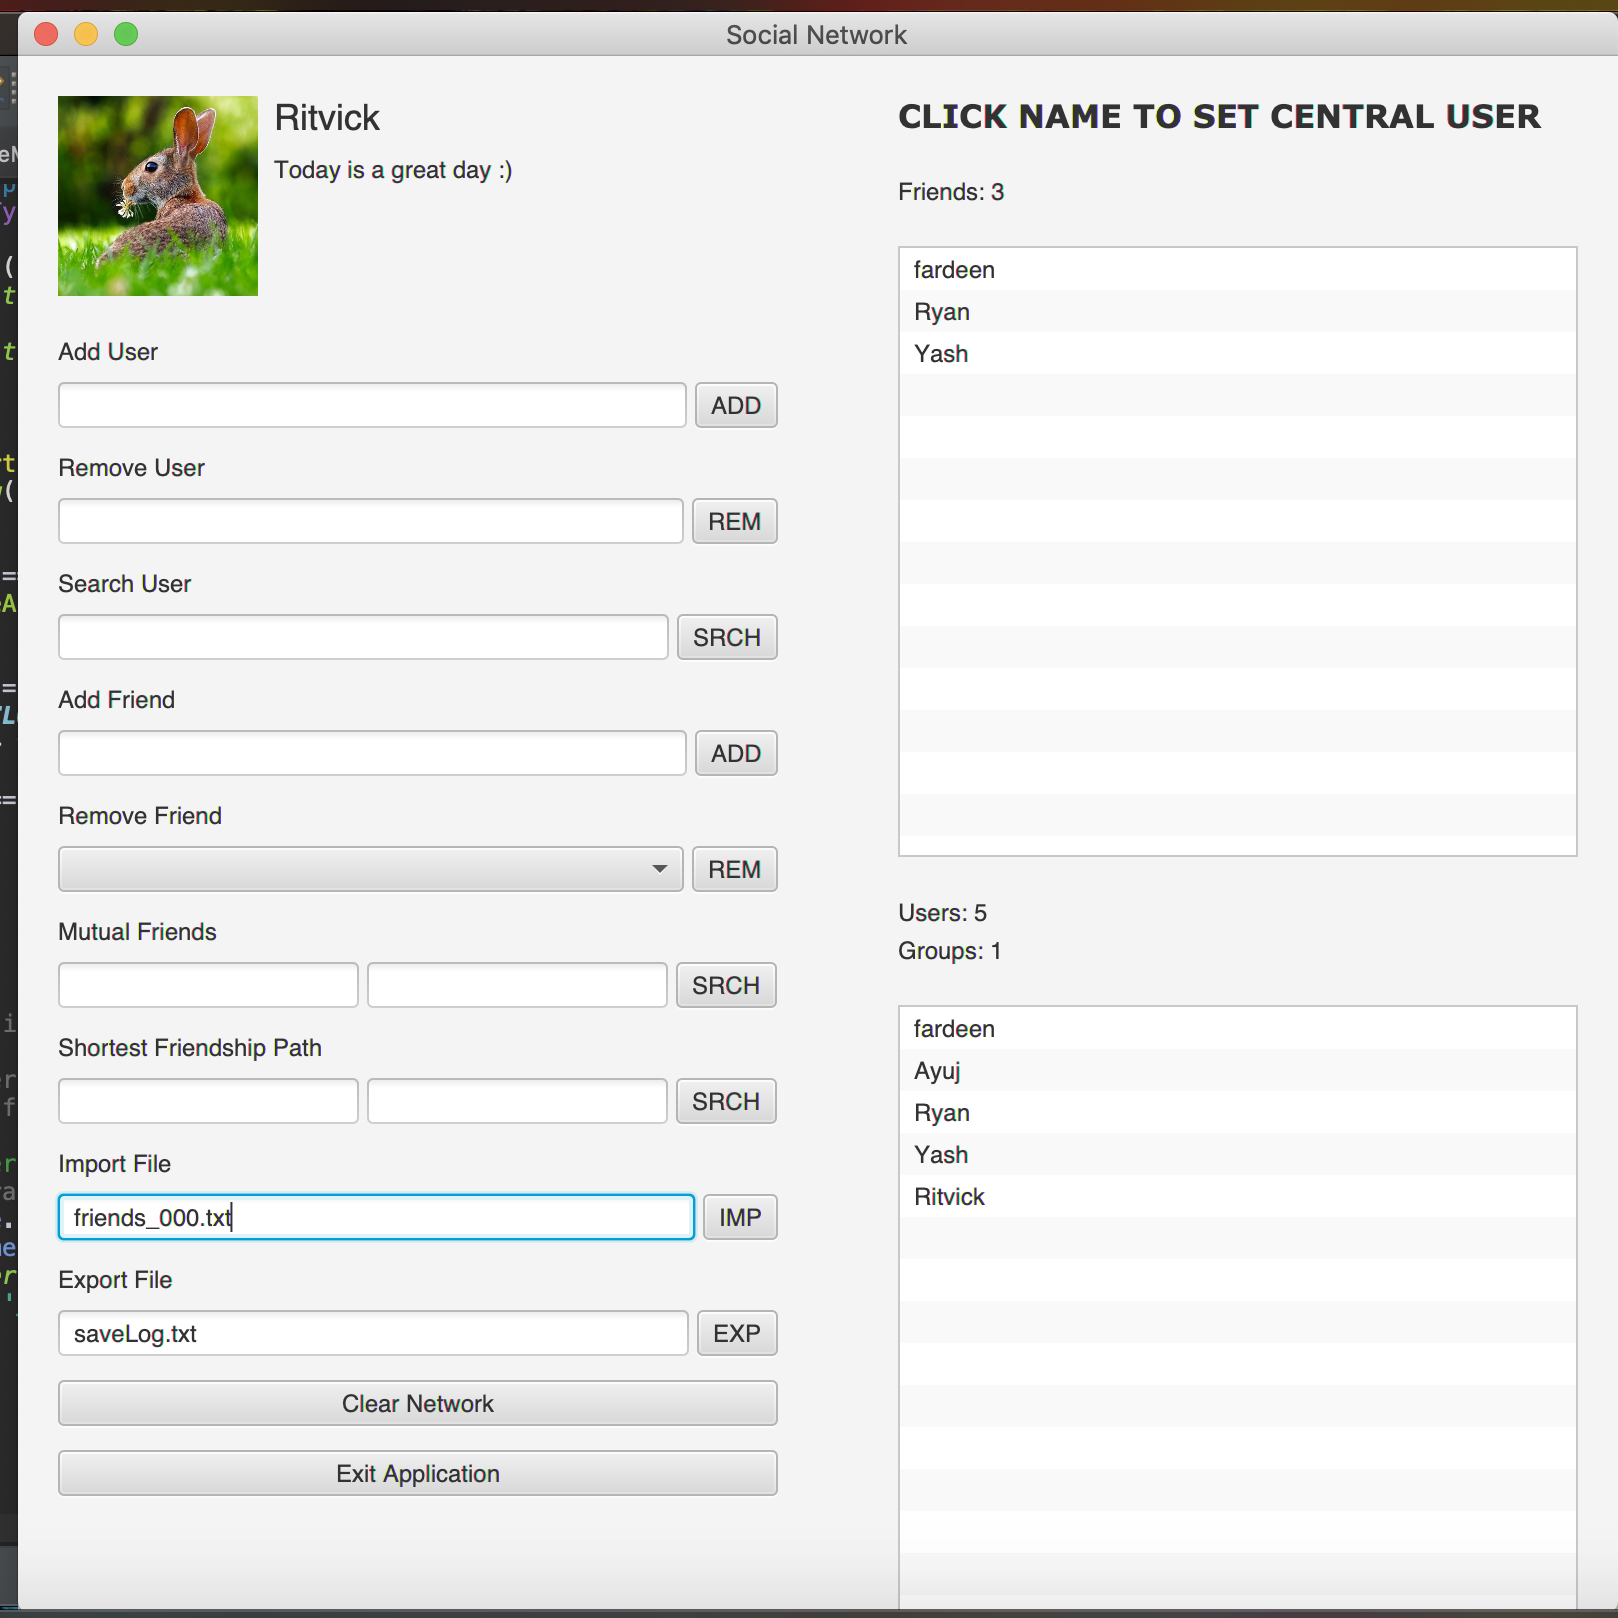 Social Network
Ritvick
Today is a great day :)
Add User
ADD
Remove User
REM
Search User
SRCH
Add Friend
ADD
Remove Friend
REM
Mutual Friends
SRCH
Shortest Friendship Path
SRCH
Import File
friends_000.txt IMP
Export File
saveLog.txt EXP
Clear Network
Exit Application
CLICK NAME TO SET CENTRAL USER
Friends: 3
fardeen
Ryan
Yash
Users: 5
Groups: 1
fardeen
Ayuj
Ryan
Yash
Ritvick